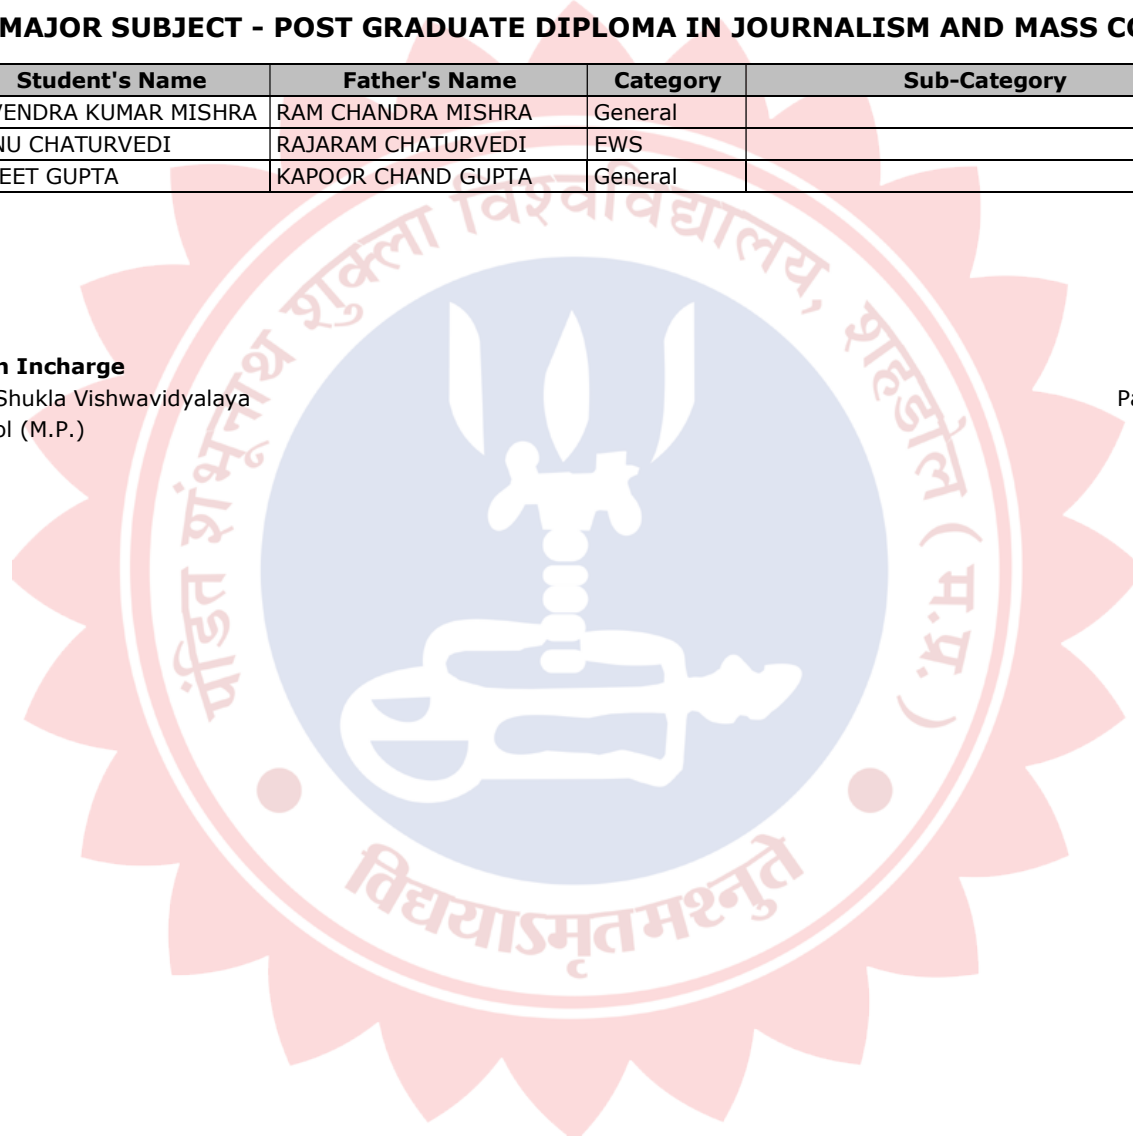 MAJOR SUBJECT - POST GRADUATE DIPLOMA IN JOURNALISM AND MASS CO
Student's Name Father's Name Category Sub-Category
VENDRA KUMAR MISHRA RAM CHANDRA MISHRA General
NU CHATURVEDI RAJARAM CHATURVEDI EWS
EET GUPTA KAPOOR CHAND GUPTA General
n Incharge
Shukla Vishwavidyalaya Pa
ol (M.P.)
पंडित शंभूनाथ शुक्ला विश्वविद्यालय, शहडोल ( म.प्र. )
विद्ययाऽमृतमश्नुते